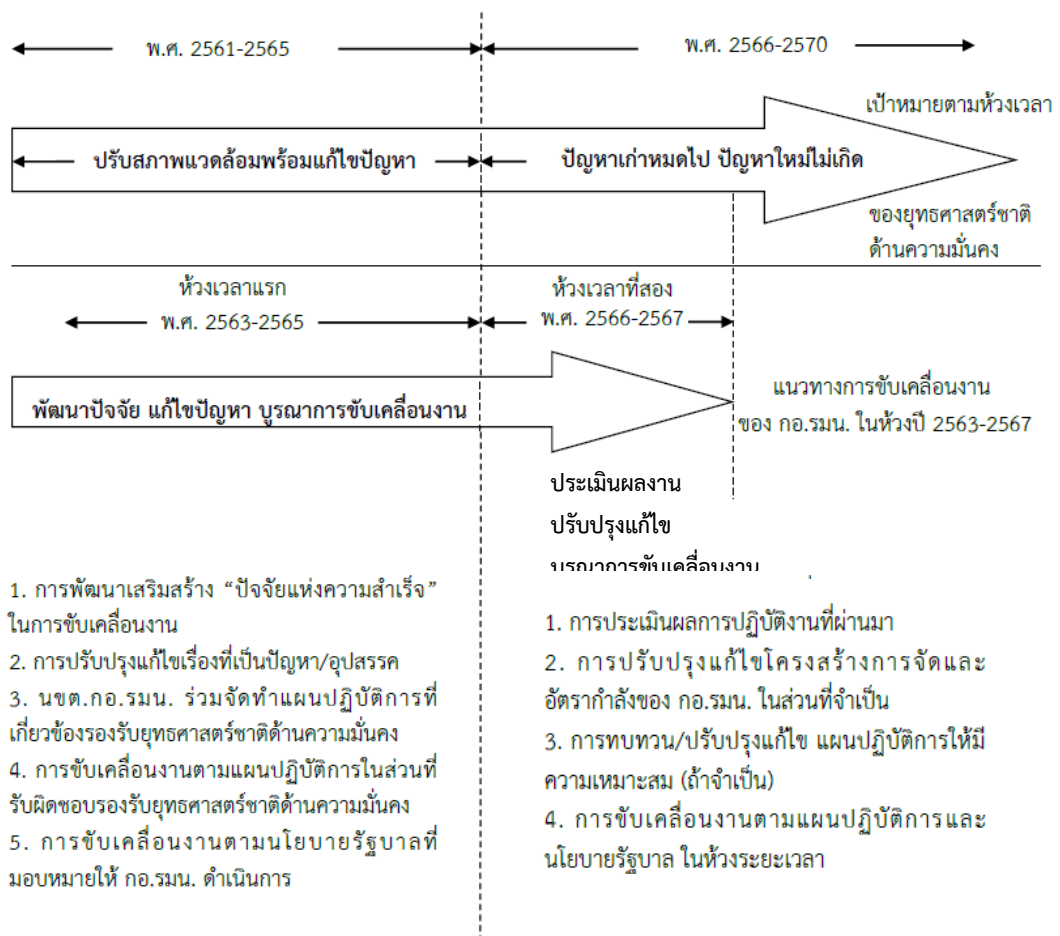 พ.ศ. 2561-2565
พ.ศ. 2566-2570
เป้าหมายตามห้วงเวลา
ปรับสภาพแวดล้อมพร้อมแก้ไขปัญหา
ปัญหาเก่าหมดไป ปัญหาใหม่ไม่เกิด
ของยุทธศาสตร์ชาติ
ด้านความมั่นคง
ห้วงเวลาแรก
พ.ศ. 2563-2565
ห้วงเวลาที่สอง
พ.ศ. 2566-2567
พัฒนาปัจจัย แก้ไขปัญหา บูรณาการขับเคลื่อนงาน
แนวทางการขับเคลื่อนงาน
ของ กอ.รมน. ในห้วงปี 2563-2567
ประเมินผลงาน
ปรับปรุงแก้ไข
บูรณาการขับเคลื่อนงาน
1. การพัฒนาเสริมสร้าง “ปัจจัยแห่งความสำเร็จ”
ในการขับเคลื่อนงาน
2. การปรับปรุงแก้ไขเรื่องที่เป็นปัญหา/อุปสรรค
3. นขต.กอ.รมน. ร่วมจัดทำแผนปฏิบัติการที่
เกี่ยวข้องรองรับยุทธศาสตร์ชาติด้านความมั่นคง
4. การขับเคลื่อนงานตามแผนปฏิบัติการในส่วนที่
รับผิดชอบรองรับยุทธศาสตร์ชาติด้านความมั่นคง
5. การขับเคลื่อนงานตามนโยบายรัฐบาลที่
มอบหมายให้ กอ.รมน. ดำเนินการ
1. การประเมินผลการปฏิบัติงานที่ผ่านมา
2. การปรับปรุงแก้ไขโครงสร้างการจัดและ
อัตรากำลังของ กอ.รมน. ในส่วนที่จำเป็น
3. การทบทวน/ปรับปรุงแก้ไข แผนปฏิบัติการให้มี
ความเหมาะสม (ถ้าจำเป็น)
4. การขับเคลื่อนงานตามแผนปฏิบัติการและ
นโยบายรัฐบาล ในห้วงระยะเวลา